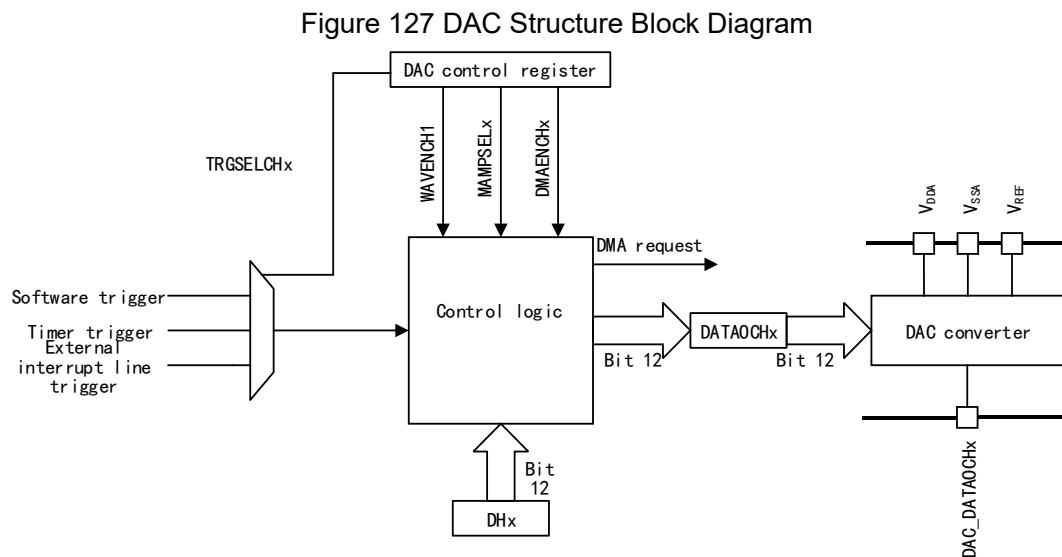 Figure 127 DAC Structure Block Diagram
DAC control register
TRGSELCHx
WAVENCH1
MAMPSELx
DMAENCHx
VDDA
VSSA
VREF
Software trigger
Timer trigger
External
interrupt line
trigger
Control logic
DMA request
Bit 12
DATAOCHx
Bit 12
DAC converter
Bit
12
DHx
DAC_DATAOCHx